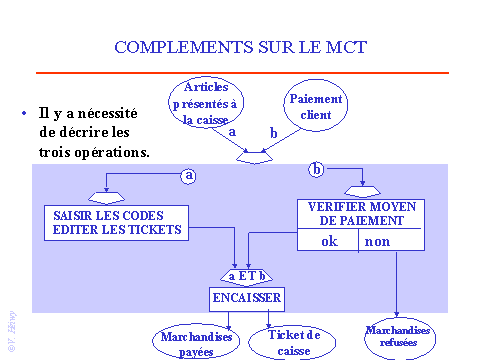 COMPLEMENTS SUR LE MCT
• Il y a nécessité
de décrire les
trois opérations.
Articles
présentés à
la caisse
Paiement
client
a
b
a
b
SAISIR LES CODES
EDITER LES TICKETS
VERIFIER MOYEN
DE PAIEMENT
ok
non
a ET b
ENCAISSER
Marchandises
payées
Ticket de
caisse
Marchandises
refusées